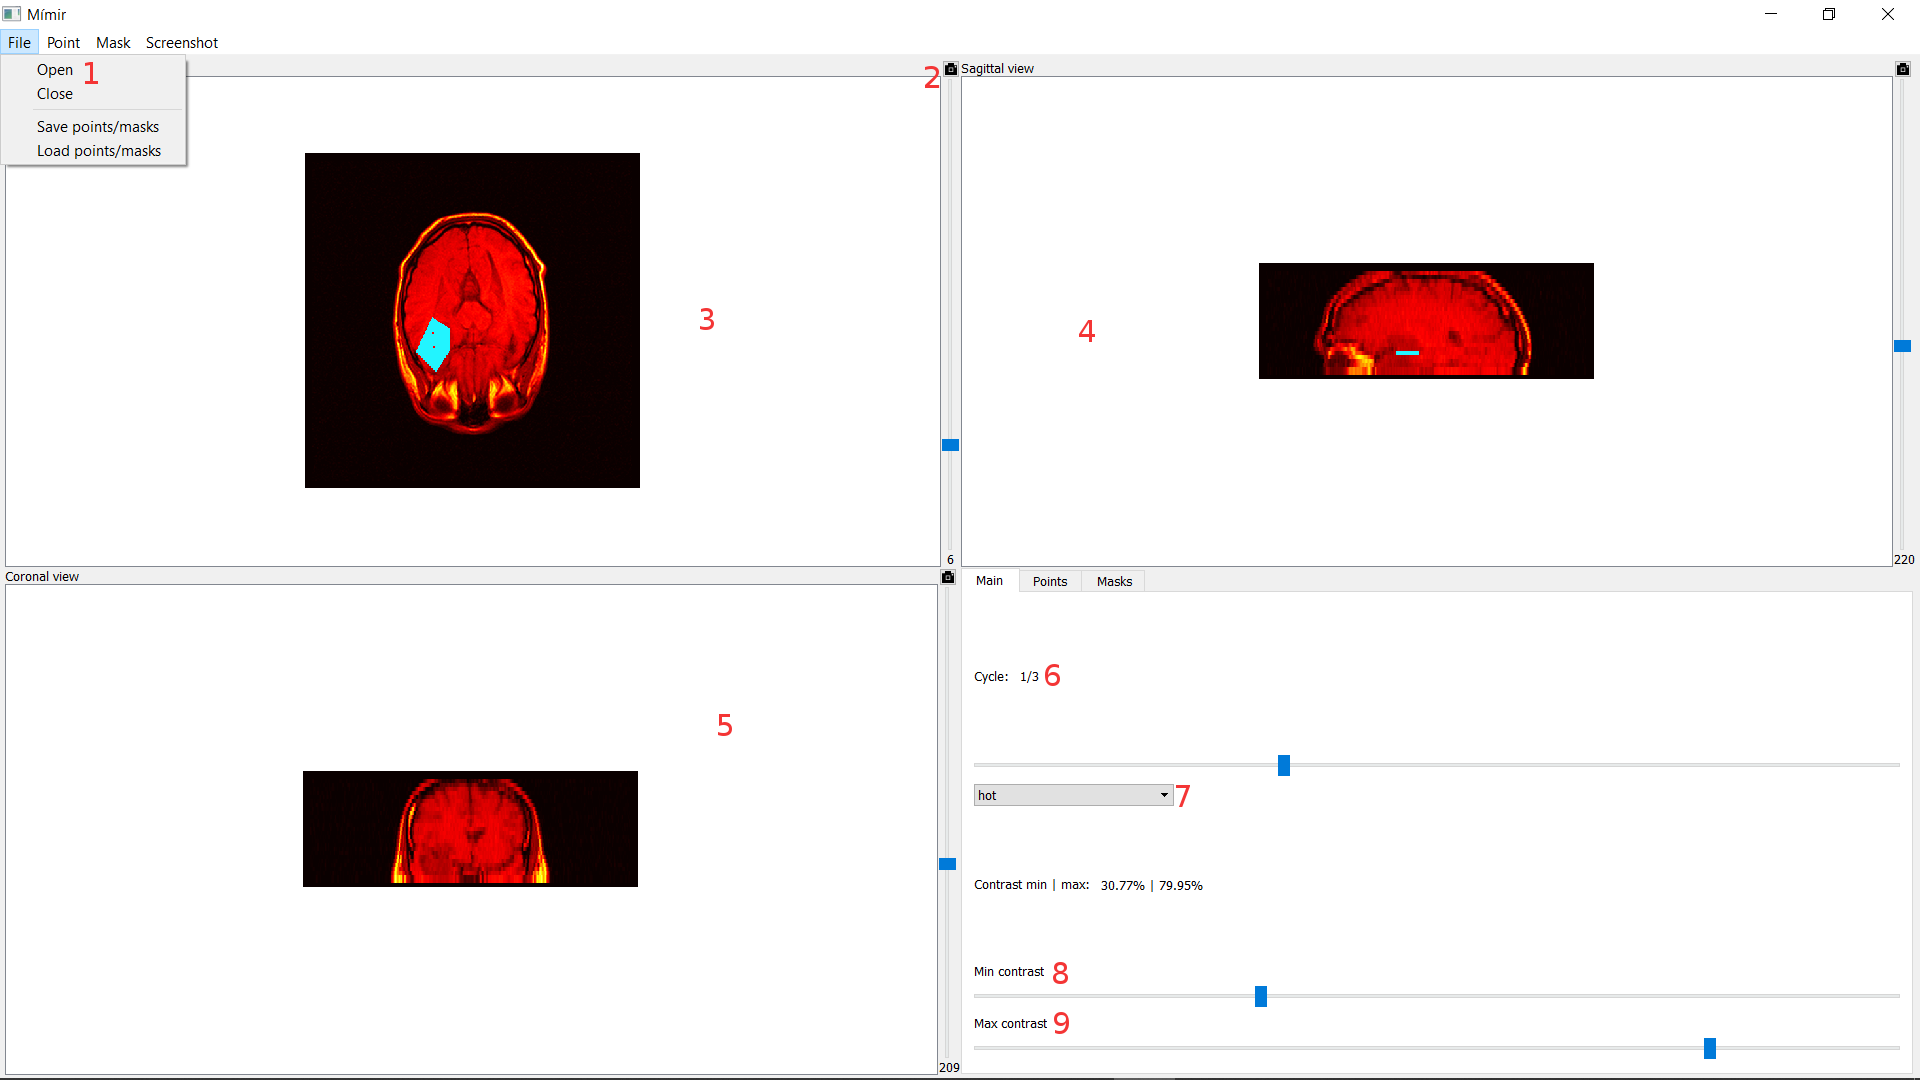 Mímir
File Point Mask Screenshot
Open 1
Close
Save points/masks
Load points/masks
2
Sagittal view
3
4
6
220
Coronal view
5
209
Main Points Masks
Cycle: 1/3 6
hot 7
Contrast min | max: 30.77% | 79.95%
Min contrast 8
Max contrast 9